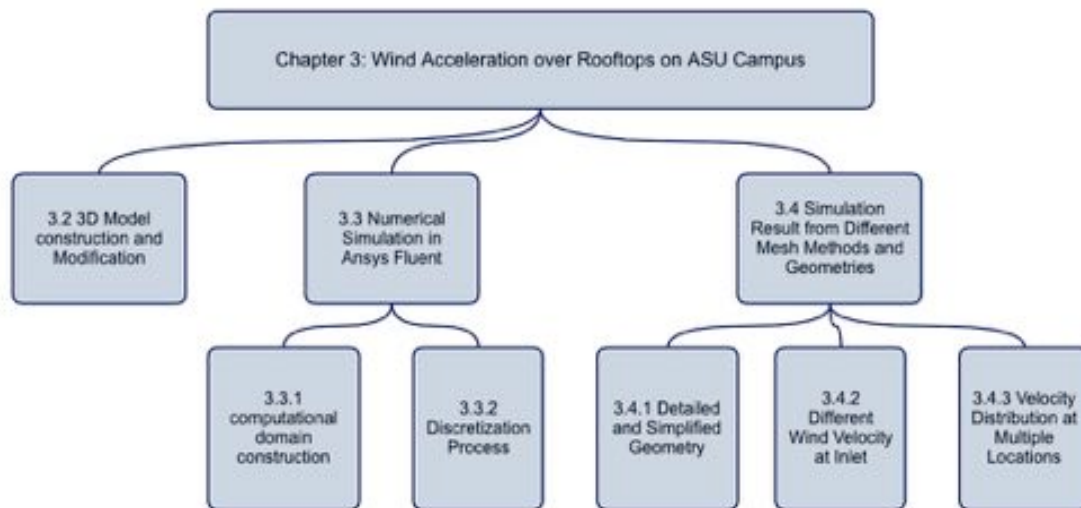 Chapter 3: Wind Acceleration over Rooftops on ASU Campus
3.2 3D Model
construction and
Modification
3.3 Numerical
Simulation in
Ansys Fluent
3.4 Simulation
Result from Different
Mesh Methods and
Geometries
3.3.1
computational
domain
construction
3.3.2
Discretization
Process
3.4.1 Detailed
and Simplified
Geometry
3.4.2
Different
Wind Velocity
at Inlet
3.4.3 Velocity
Distribution at
Multiple
Locations